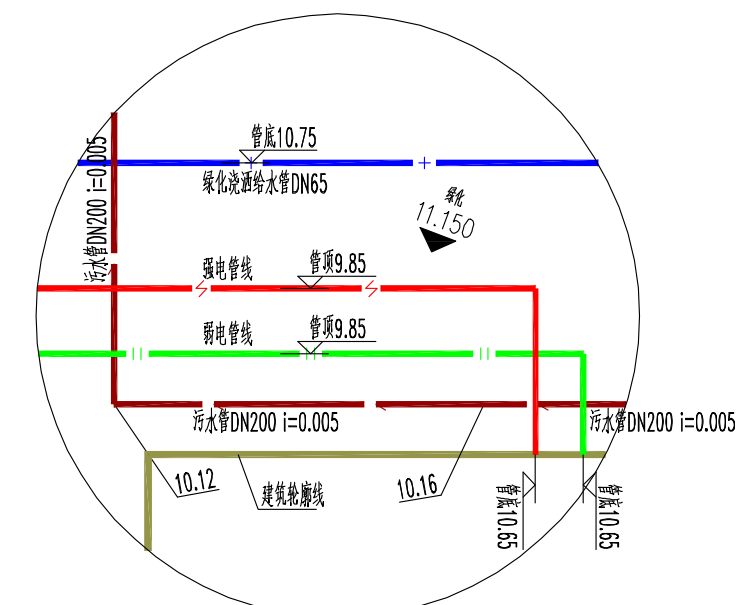 管底10.75
绿化浇洒给水管DN65
污水管DN200 i=0.005
绿化
11.150
强电管线
管顶9.85
弱电管线
管顶9.85
污水管DN200 i=0.005
污水管DN200 i=0.005
10.12
建筑轮廓线
10.16
管底10.65
管底10.65